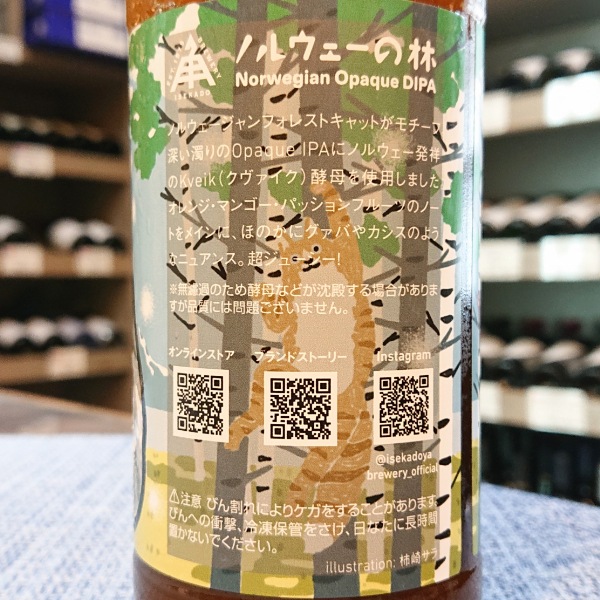 ISEKADO
ノルウェーの林
Norwegian Opaque DIPA
ノルウェージャンフォレストキャットがモチーフ
深い濁りのOpaque IPAにノルウェー発祥
のKveik(クヴァイク)酵母を使用しました
オレンジ・マンゴー・パッションフルーツのノー
トをメインに、ほのかにグァバやカシスのよう
なニュアンス。超ジューシー!
※無濾過のため酵母などが沈殿する場合がありま
すが品質には問題ございません。
オンラインストア
ブランドストーリー
Instagram
@isekadoya
brewery_official
⚠注意 びん割れによりケガをすることがあります
びんへの衝撃、冷凍保管をさけ、日なたに長時間
置かないでください。
illustration: 柿崎サラ